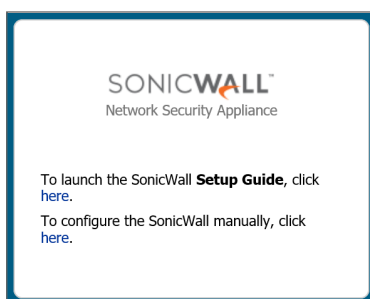 SONICWALL™
Network Security Appliance
To launch the SonicWall Setup Guide, click
here.
To configure the SonicWall manually, click
here.